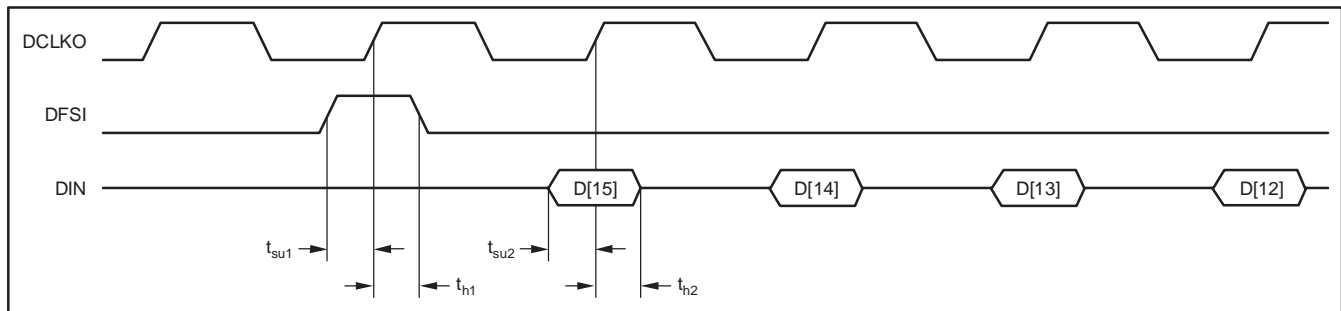 DCLKO
DFSI
DIN
D[15] D[14] D[13] D[12]
tsu1 tsu2
th1 th2